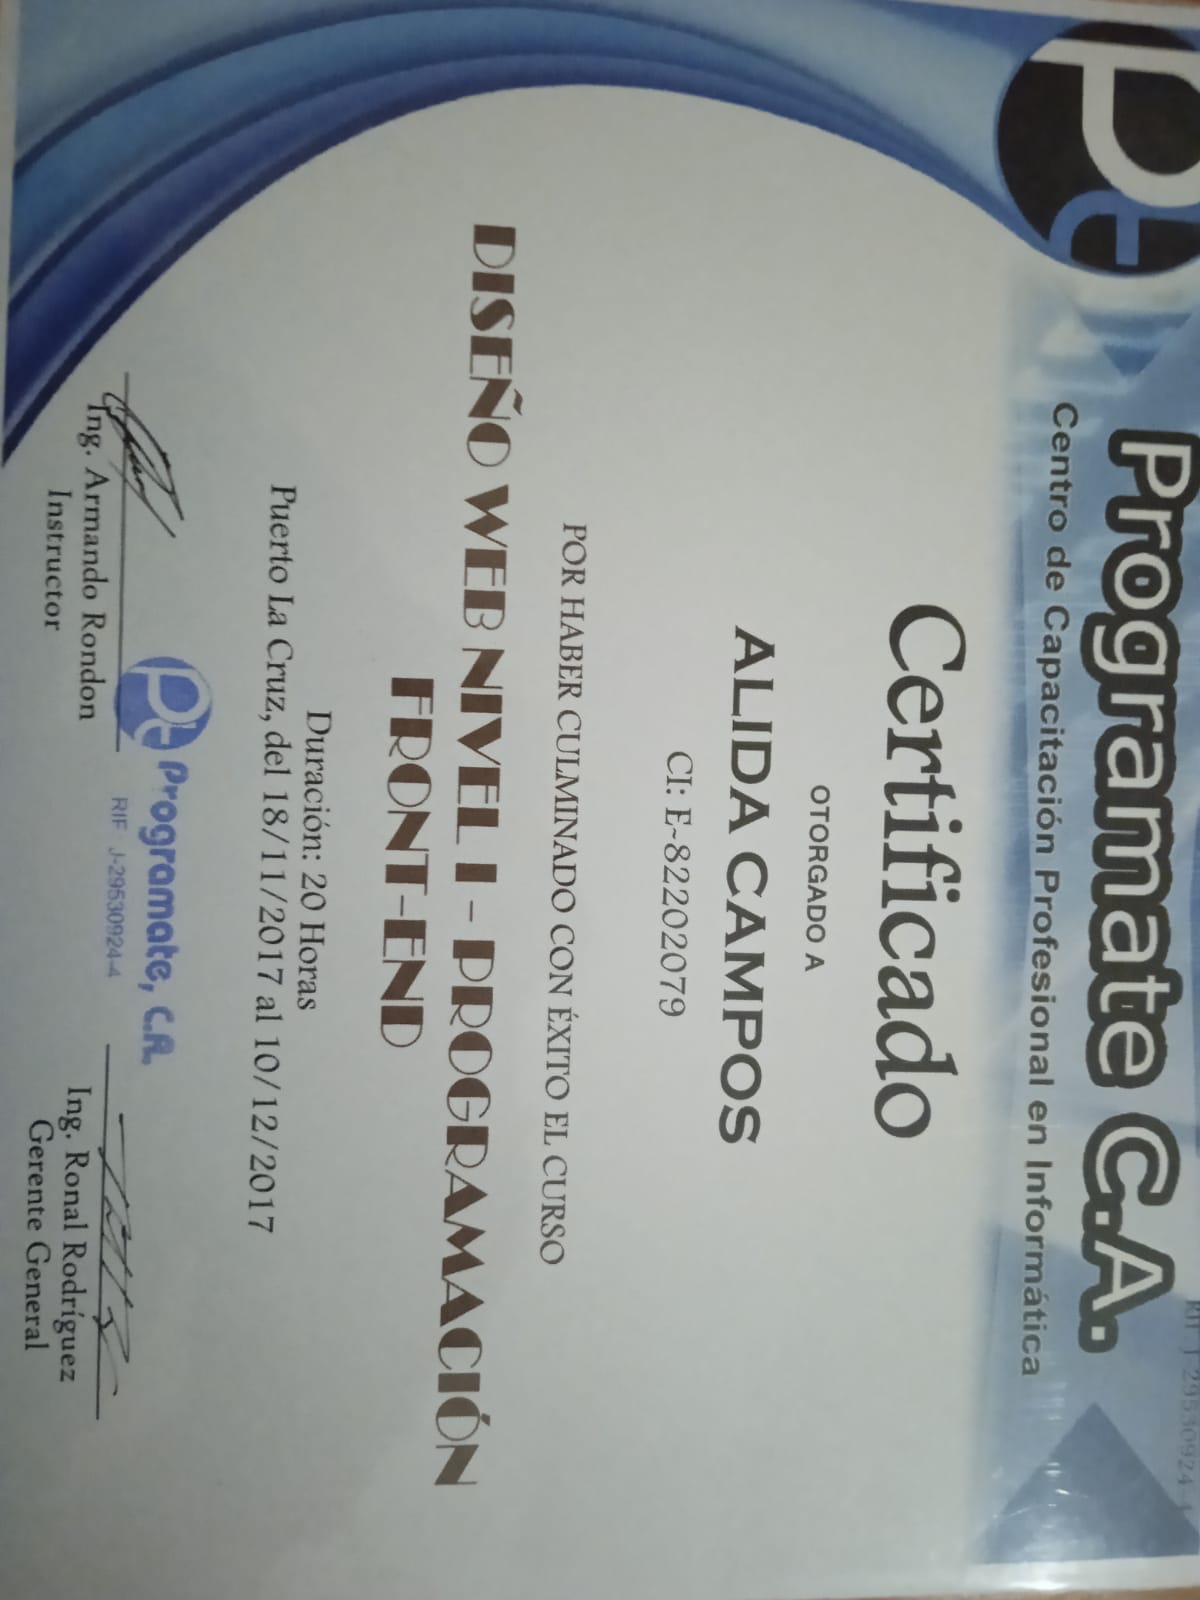 Pt
RIF J-29530924-4
Programate C.A.
Centro de Capacitación Profesional en Informática
Certificado
OTORGADO A
ALIDA CAMPOS
CI: E-82202079
POR HABER CULMINADO CON ÉXITO EL CURSO
DISEÑO WEB NIVEL I - PROGRAMACIÓN
FRONT-END
Duración: 20 Horas
Puerto La Cruz, del 18/11/2017 al 10/12/2017
Pt Programate, C.A.
RIF J-29530924-4
Ing. Armando Rondon
Instructor
Ing. Ronal Rodríguez
Gerente General